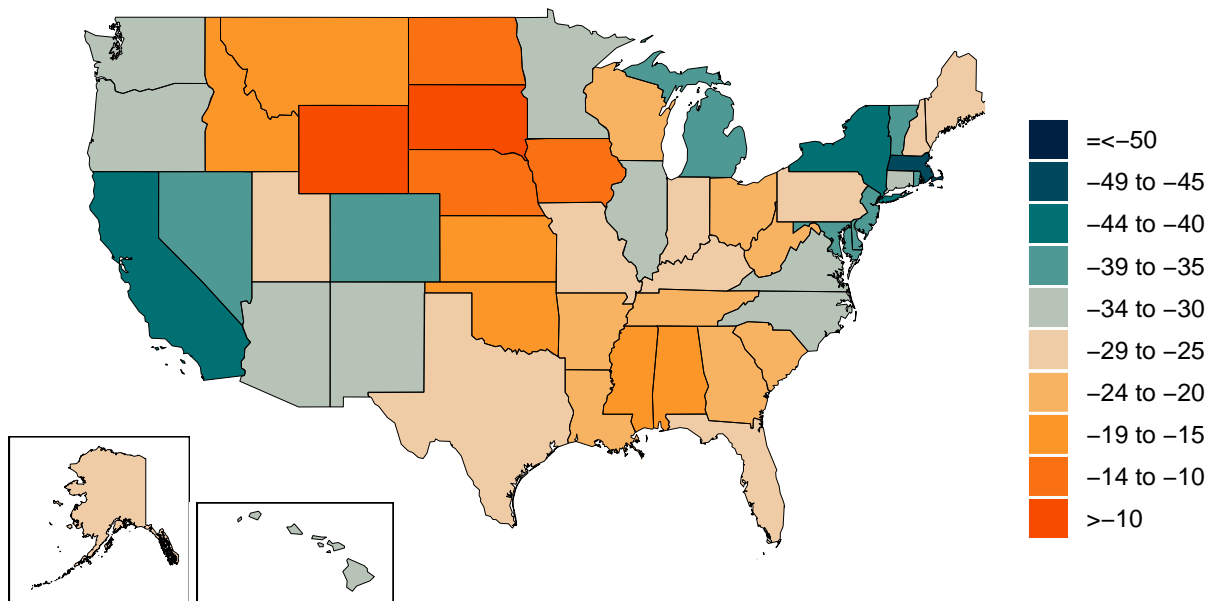 =<−50
−49 to −45
−44 to −40
−39 to −35
−34 to −30
−29 to −25
−24 to −20
−19 to −15
−14 to −10
>−10